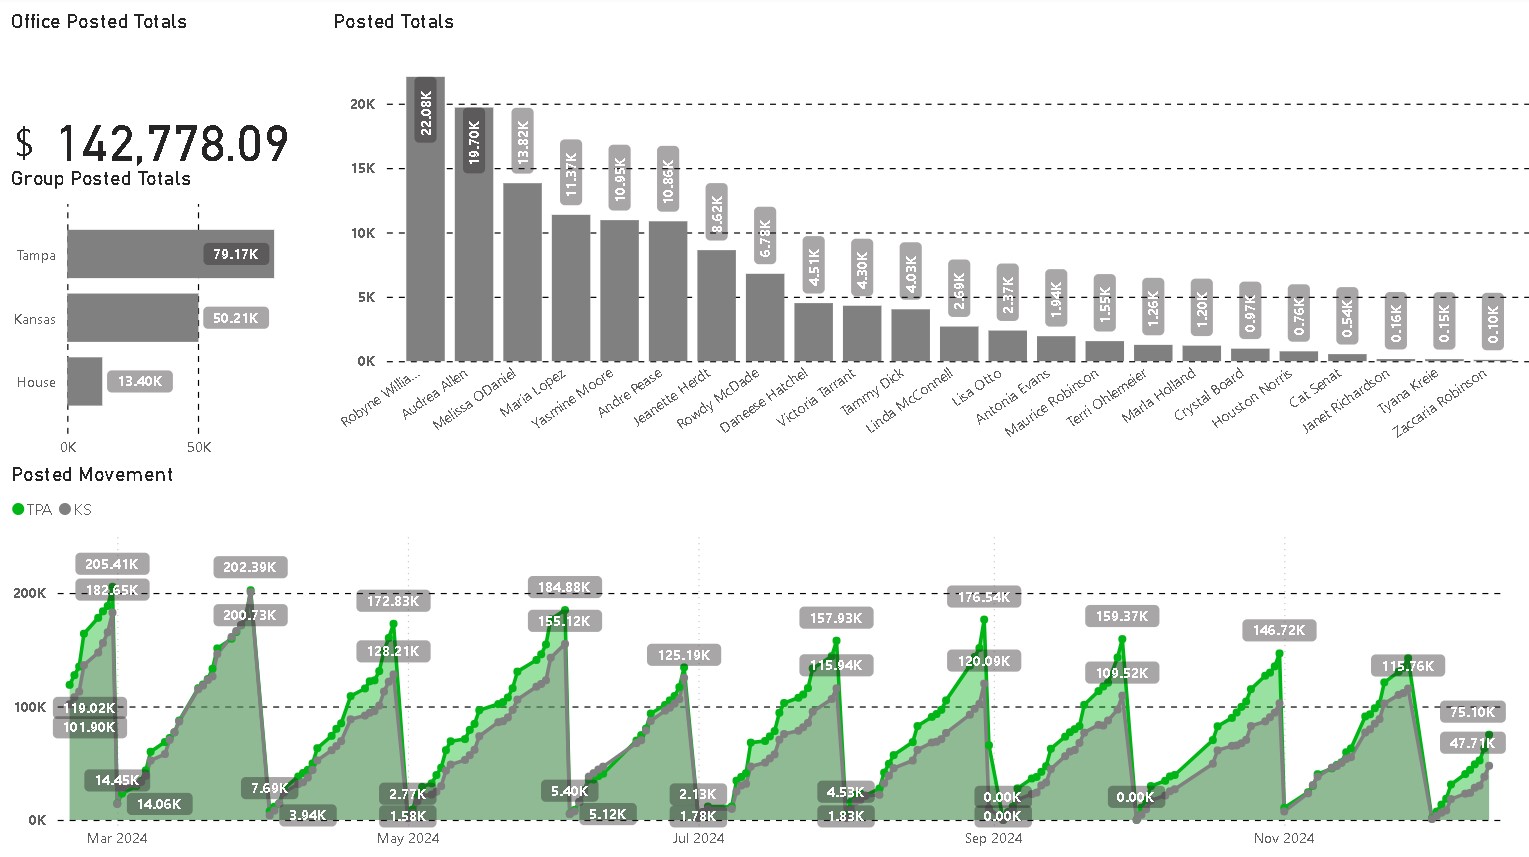 Office Posted Totals
$ 142,778.09
Group Posted Totals
Tampa 79.17K
Kansas 50.21K
House 13.40K
0K 50K
Posted Totals
20K
15K
10K
5K
0K
22.08K 19.70K 13.82K 11.37K 10.95K 10.86K 8.62K 6.78K 4.51K 4.30K 4.03K 2.69K 2.37K 1.94K 1.55K 1.26K 1.20K 0.97K 0.76K 0.54K 0.16K 0.15K 0.10K
Robyne Willia...
Audrea Allen
Melissa ODaniel
Maria Lopez
Yasmine Moore
Andre Pease
Jeanette Herdt
Rowdy McDade
Daneese Hatchel
Victoria Tarrant
Tammy Dick
Linda McConnell
Lisa Otto
Antonia Evans
Maurice Robinson
Terri Ohlemeier
Marla Holland
Crystal Board
Houston Norris
Cat Senat
Janet Richardson
Tyana Kreie
Zaccaria Robinson
Posted Movement
TPA KS
200K
100K
0K
205.41K 202.39K 172.83K 184.88K 125.19K 157.93K 176.54K 159.37K 146.72K 115.76K
182.65K 200.73K 128.21K 155.12K 115.94K 120.09K 109.52K
119.02K 75.10K
101.90K 47.71K
14.45K 7.69K 2.77K 5.40K 2.13K 4.53K 0.00K 0.00K
14.06K 3.94K 1.58K 5.12K 1.78K 1.83K 0.00K
Mar 2024 May 2024 Jul 2024 Sep 2024 Nov 2024